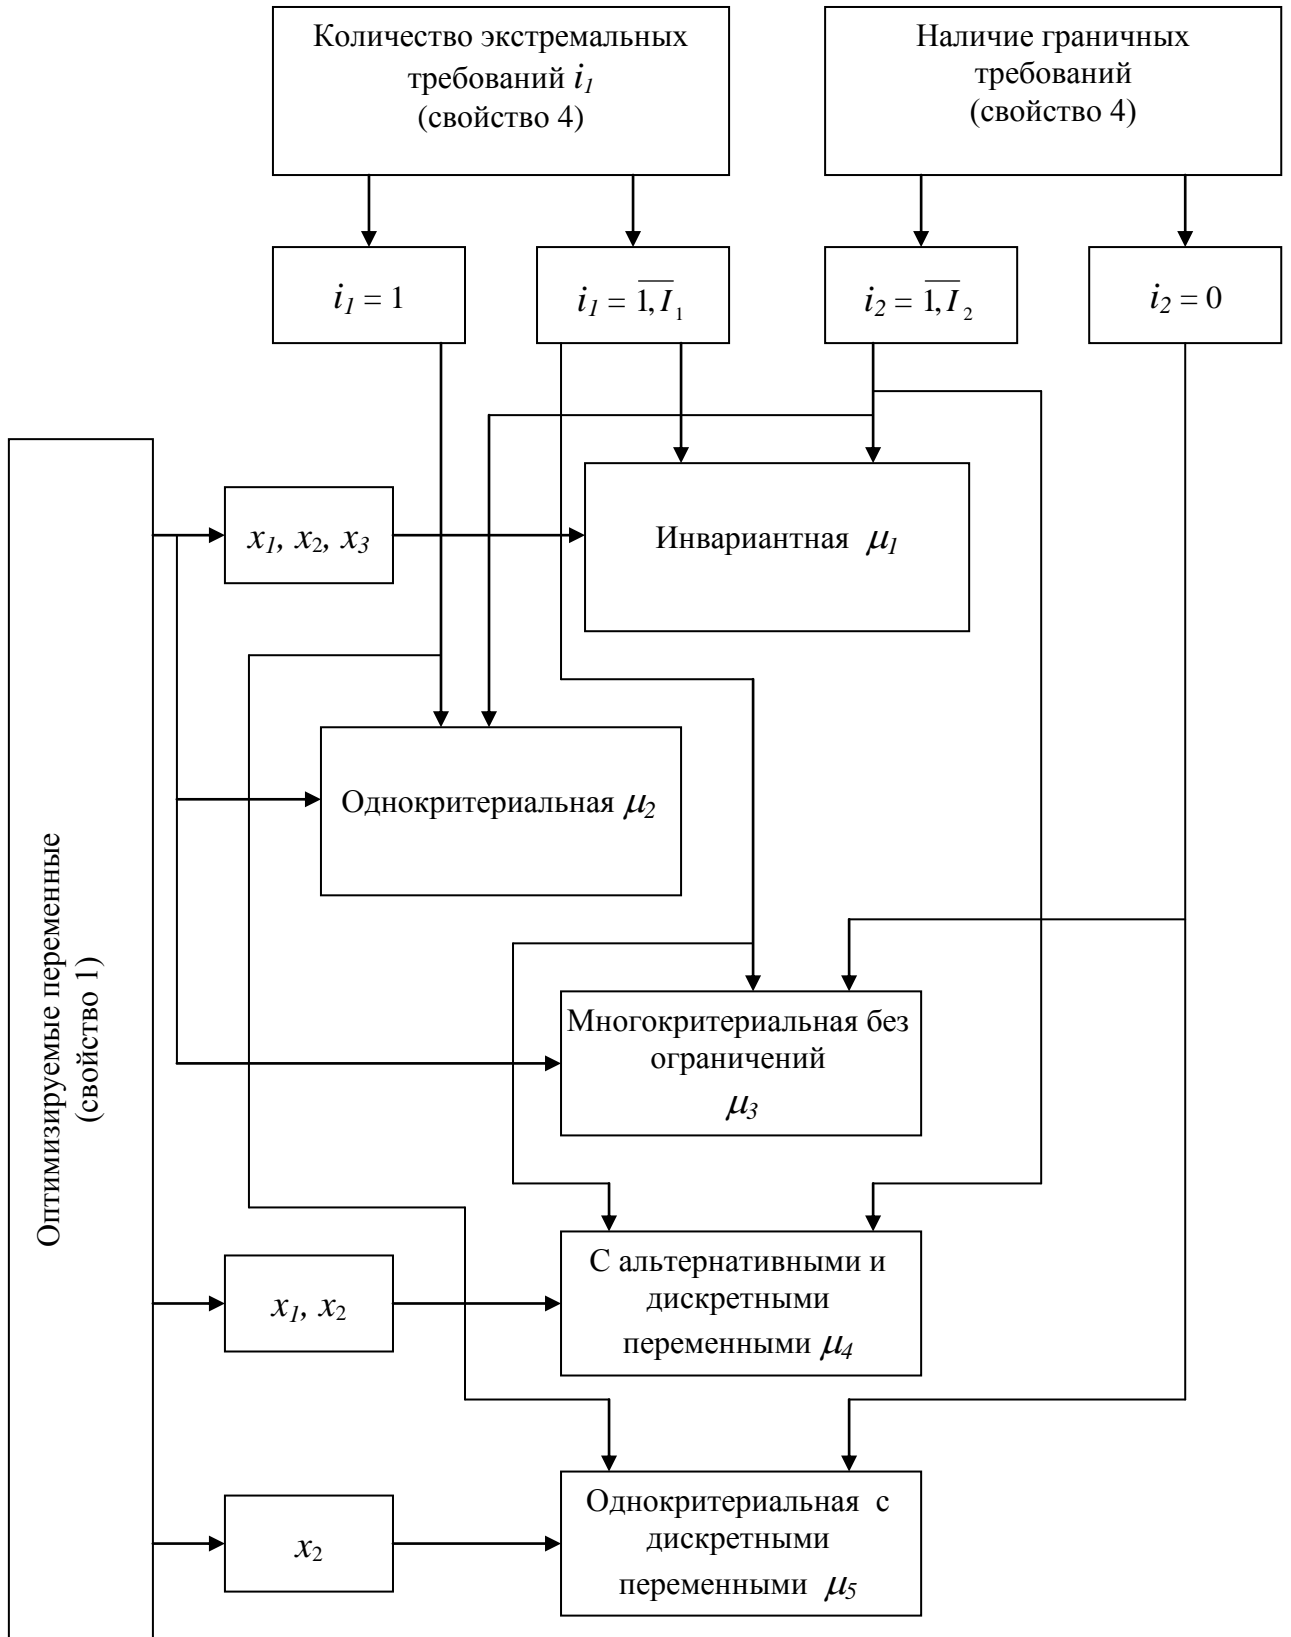 Количество экстремальных
требований i₁
(свойство 4)
Наличие граничных
требований
(свойство 4)
i₁ = 1
i₁ = 1, I₁
i₂ = 1, I₂
i₂ = 0
Оптимизируемые переменные
(свойство 1)
x₁, x₂, x₃
Инвариантная μ₁
Однокритериальная μ₂
Многокритериальная без
ограничений
μ₃
x₁, x₂
С альтернативными и
дискретными
переменными μ₄
x₂
Однокритериальная с
дискретными
переменными μ₅